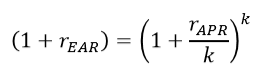 (1 + r_EAR) = (1 + r_APR/k)^k